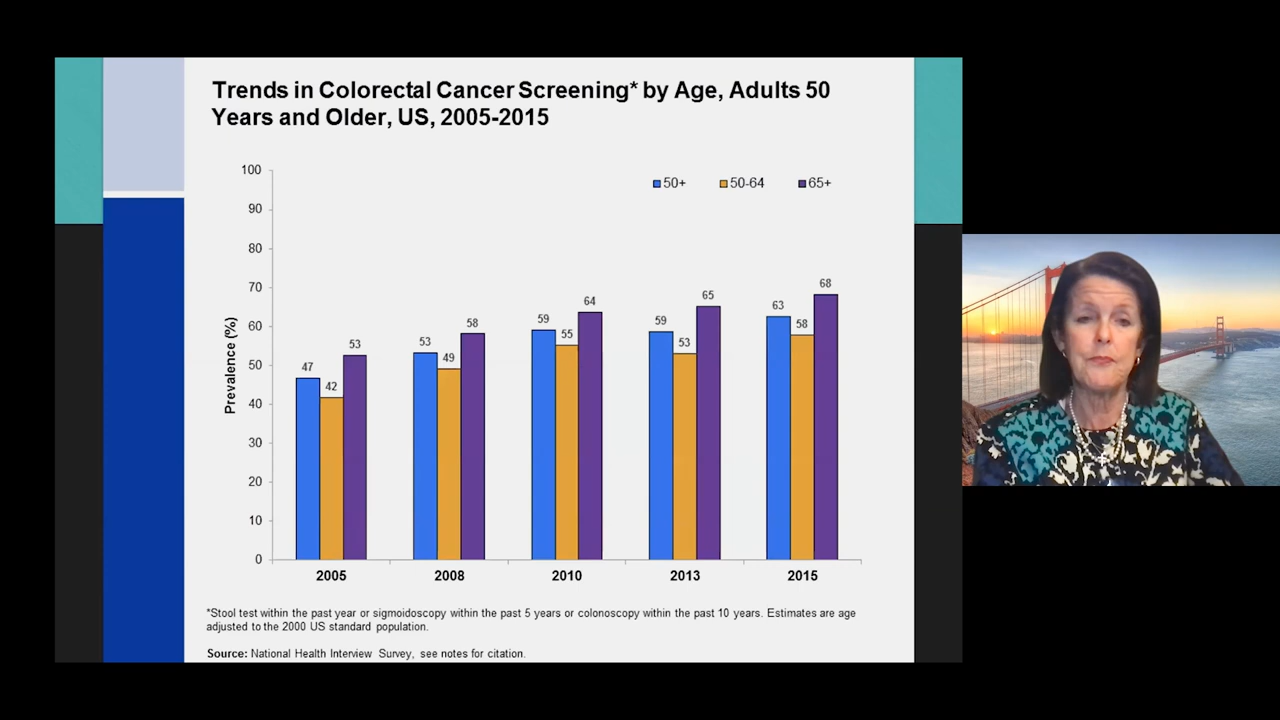 Trends in Colorectal Cancer Screening* by Age, Adults 50
Years and Older, US, 2005-2015
50+ 50-64 65+
Prevalence (%)
100
90
80
70
60
50
40
30
20
10
0
47 42 53
53 49 58
59 55 64
59 53 65
63 58 68
2005 2008 2010 2013 2015
*Stool test within the past year or sigmoidoscopy within the past 5 years or colonoscopy within the past 10 years. Estimates are age
adjusted to the 2000 US standard population.
Source: National Health Interview Survey, see notes for citation.